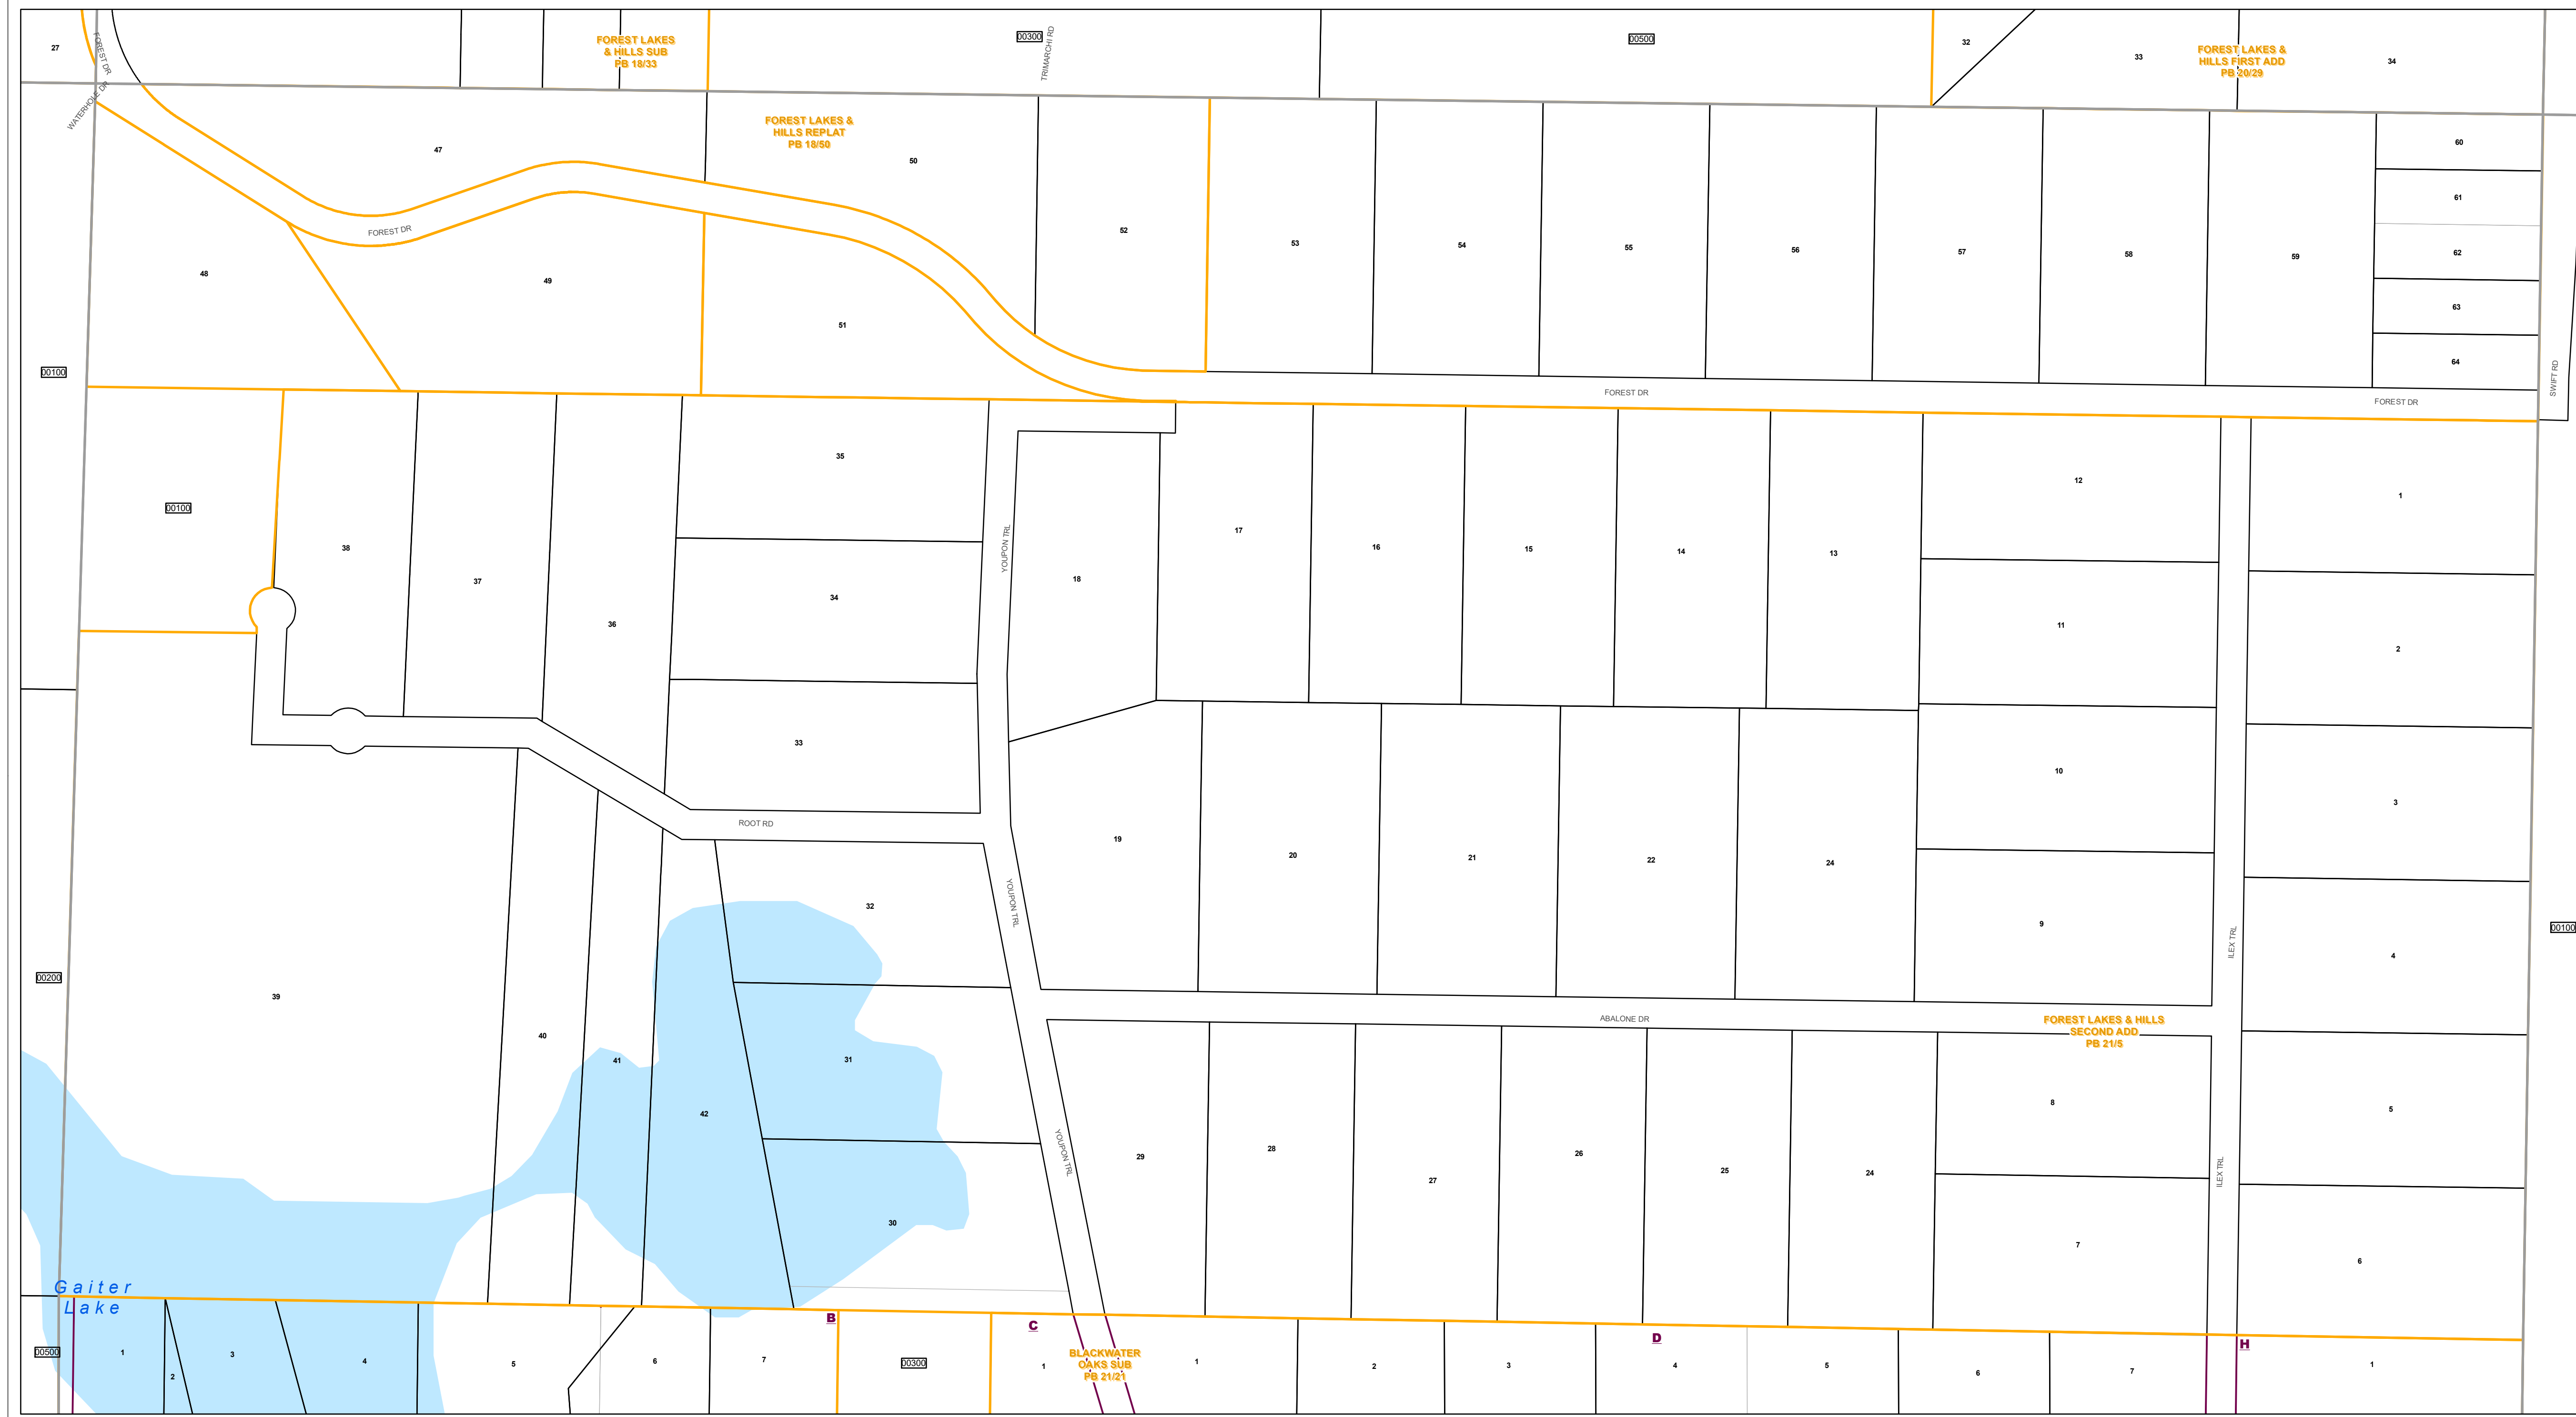 27
FOREST DR
WATERHOLE DR
FOREST LAKES
& HILLS SUB
PB 18/33
00300
TRIMARCHI RD
00500
32
33
FOREST LAKES &
HILLS FIRST ADD
PB 20/29
34
47
FOREST LAKES &
HILLS REPLAT
PB 18/50
50
FOREST DR
48
49
51
52
53
54
55
56
57
58
59
60
61
62
63
64
00100
FOREST DR
FOREST DR
SWIFT RD
00100
38
37
36
35
34
33
YOUPON TRL
18
17
16
15
14
13
12
11
10
9
1
2
3
4
5
6
ROOT RD
19
20
21
22
24
YOUPON TRL
ILEX TRL
00100
00200
39
40
41
42
32
31
30
ABALONE DR
FOREST LAKES & HILLS
SECOND ADD
PB 21/5
YOUPON TRL
29
28
27
26
25
24
8
7
ILEX TRL
Gaiter
Lake
00500
1
2
3
4
5
6
7
B
00300
C
1
BLACKWATER
OAKS SUB
PB 21/21
1
2
3
D
4
5
6
7
H
1